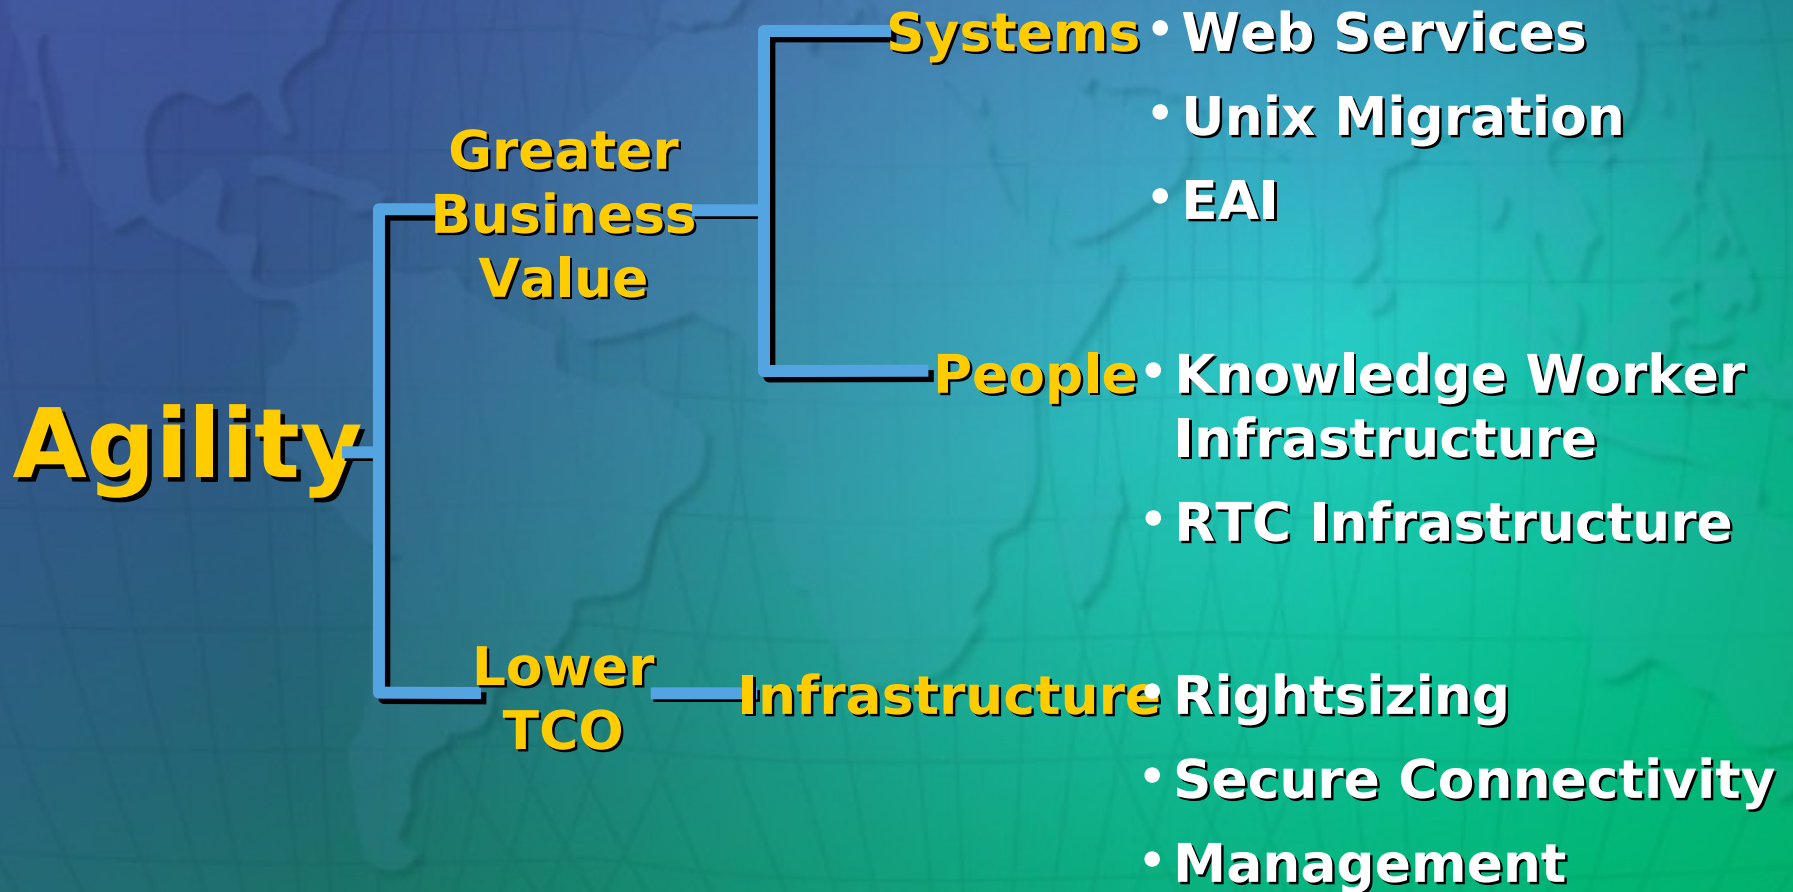 Agility
Greater
Business
Value
Systems
• Web Services
• Unix Migration
• EAI
People
• Knowledge Worker
Infrastructure
• RTC Infrastructure
Lower
TCO
Infrastructure
• Rightsizing
• Secure Connectivity
• Management